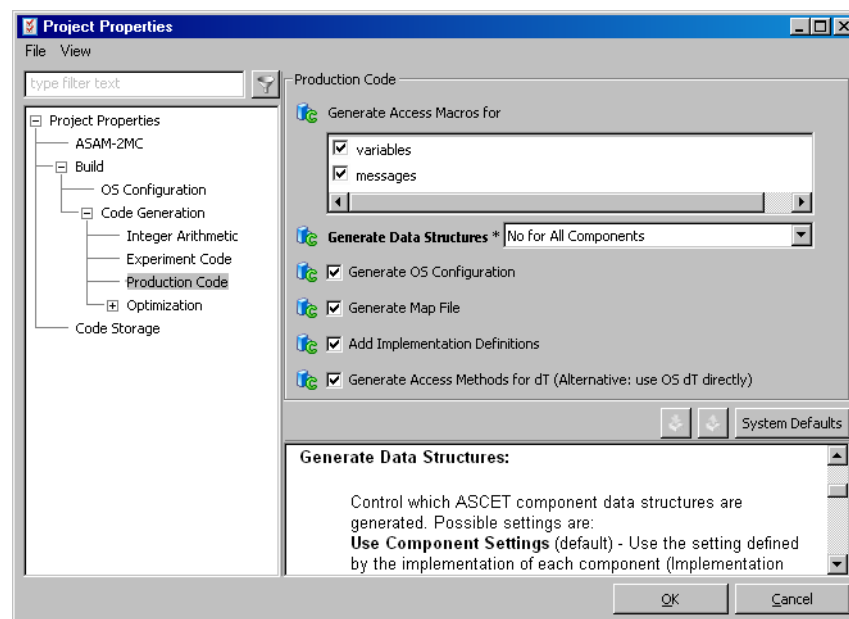 Project Properties
File View
type filter text
Project Properties
ASAM-2MC
Build
OS Configuration
Code Generation
Integer Arithmetic
Experiment Code
Production Code
Optimization
Code Storage
Production Code
Generate Access Macros for
variables
messages
Generate Data Structures * No for All Components
Generate OS Configuration
Generate Map File
Add Implementation Definitions
Generate Access Methods for dT (Alternative: use OS dT directly)
System Defaults
Generate Data Structures:
Control which ASCET component data structures are
generated. Possible settings are:
Use Component Settings (default) - Use the setting defined
by the implementation of each component (Implementation
OK Cancel